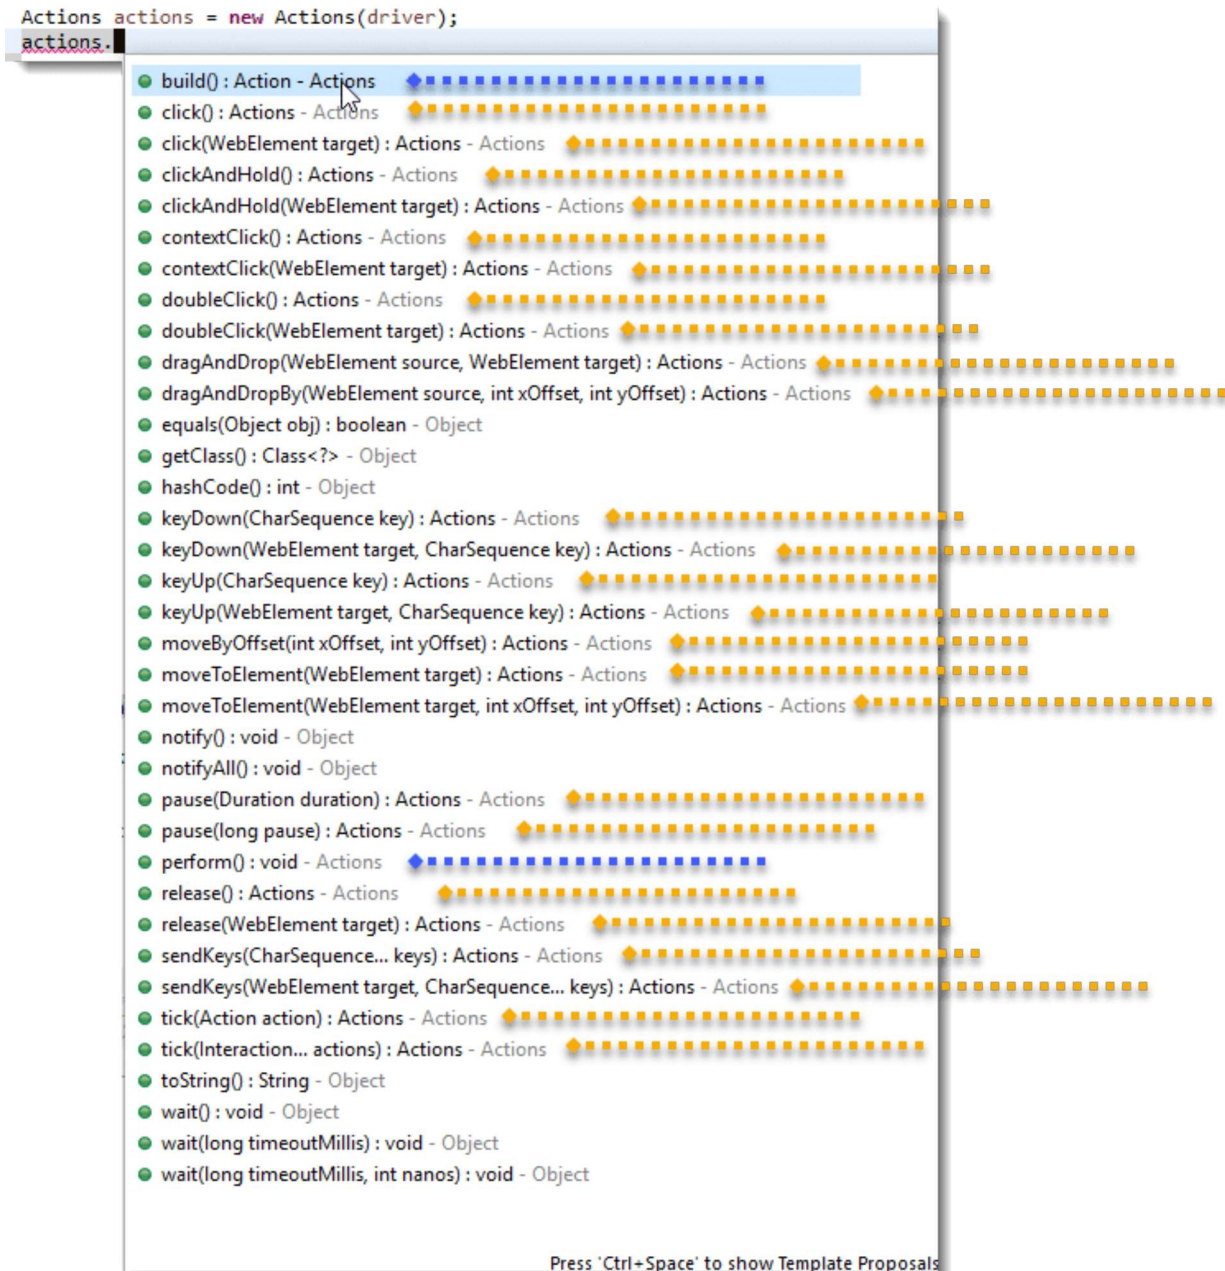 Actions actions = new Actions(driver);
actions.
build() : Action - Actions
click() : Actions - Actions
click(WebElement target) : Actions - Actions
clickAndHold() : Actions - Actions
clickAndHold(WebElement target) : Actions - Actions
contextClick() : Actions - Actions
contextClick(WebElement target) : Actions - Actions
doubleClick() : Actions - Actions
doubleClick(WebElement target) : Actions - Actions
dragAndDrop(WebElement source, WebElement target) : Actions - Actions
dragAndDropBy(WebElement source, int xOffset, int yOffset) : Actions - Actions
equals(Object obj) : boolean - Object
getClass() : Class<?> - Object
hashCode() : int - Object
keyDown(CharSequence key) : Actions - Actions
keyDown(WebElement target, CharSequence key) : Actions - Actions
keyUp(CharSequence key) : Actions - Actions
keyUp(WebElement target, CharSequence key) : Actions - Actions
moveByOffset(int xOffset, int yOffset) : Actions - Actions
moveToElement(WebElement target) : Actions - Actions
moveToElement(WebElement target, int xOffset, int yOffset) : Actions - Actions
notify() : void - Object
notifyAll() : void - Object
pause(Duration duration) : Actions - Actions
pause(long pause) : Actions - Actions
perform() : void - Actions
release() : Actions - Actions
release(WebElement target) : Actions - Actions
sendKeys(CharSequence... keys) : Actions - Actions
sendKeys(WebElement target, CharSequence... keys) : Actions - Actions
tick(Action action) : Actions - Actions
tick(Interaction... actions) : Actions - Actions
toString() : String - Object
wait() : void - Object
wait(long timeoutMillis) : void - Object
wait(long timeoutMillis, int nanos) : void - Object
Press 'Ctrl+Space' to show Template Proposals